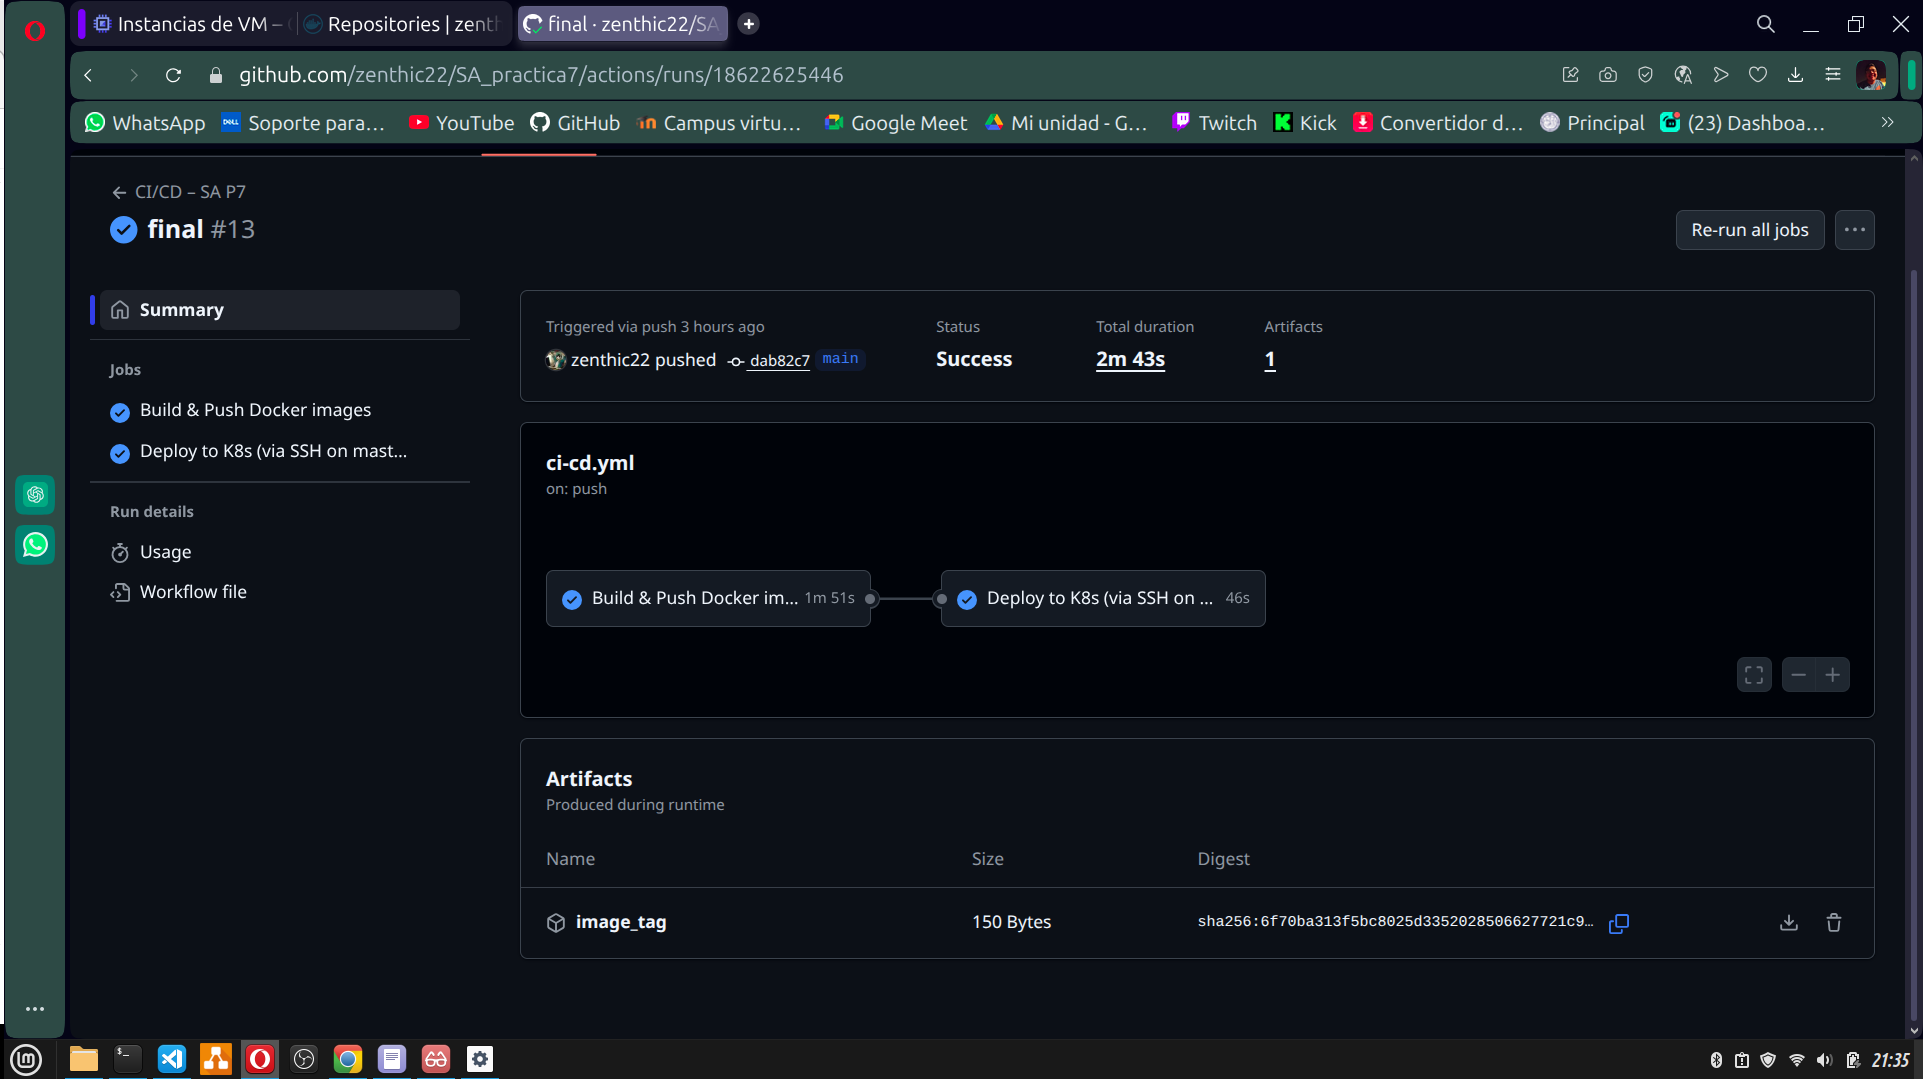 Instancias de VM –
Repositories | zenth
final · zenthic22/SA
github.com/zenthic22/SA_practica7/actions/runs/18622625446
WhatsApp
DELL
Soporte para...
YouTube
GitHub
Campus virtu...
Google Meet
Mi unidad - G...
Twitch
Kick
Convertidor d...
Principal
(23) Dashboa...
CI/CD – SA P7
final #13
Re-run all jobs
Summary
Jobs
Build & Push Docker images
Deploy to K8s (via SSH on mast...
Run details
Usage
Workflow file
Triggered via push 3 hours ago
zenthic22 pushed dab82c7 main
Status
Success
Total duration
2m 43s
Artifacts
1
ci-cd.yml
on: push
Build & Push Docker im... 1m 51s
Deploy to K8s (via SSH on ... 46s
Artifacts
Produced during runtime
Name Size Digest
image_tag 150 Bytes sha256:6f70ba313f5bc8025d3352028506627721c9…
21:35